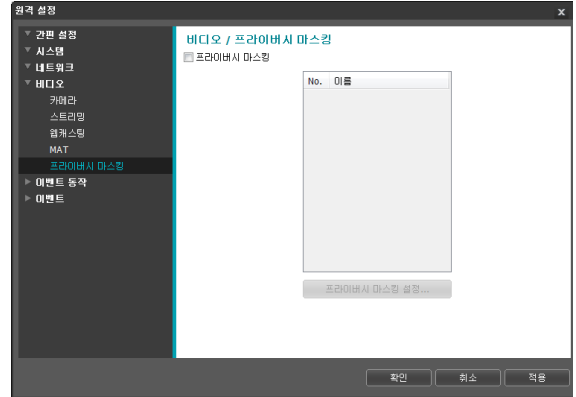 원격 설정
x
간편 설정
시스템
네트워크
비디오
카메라
스트리밍
웹캐스팅
MAT
프라이버시 마스킹
이벤트 동작
이벤트
비디오 / 프라이버시 마스킹
프라이버시 마스킹
No. 이름
프라이버시 마스킹 설정...
확인 취소 적용